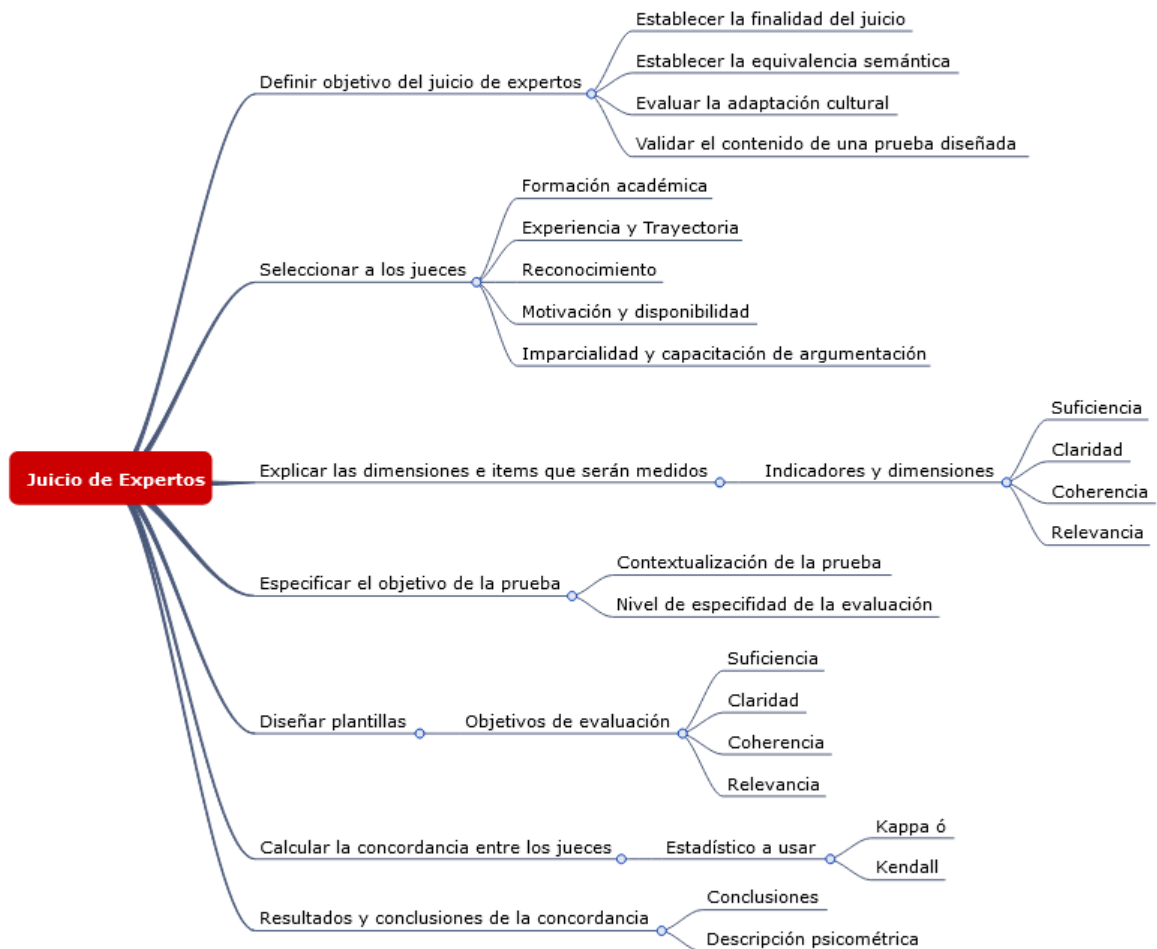 Juicio de Expertos
Definir objetivo del juicio de expertos
Establecer la finalidad del juicio
Establecer la equivalencia semántica
Evaluar la adaptación cultural
Validar el contenido de una prueba diseñada
Seleccionar a los jueces
Formación académica
Experiencia y Trayectoria
Reconocimiento
Motivación y disponibilidad
Imparcialidad y capacitación de argumentación
Explicar las dimensiones e items que serán medidos
Indicadores y dimensiones
Suficiencia
Claridad
Coherencia
Relevancia
Especificar el objetivo de la prueba
Contextualización de la prueba
Nivel de especifidad de la evaluación
Diseñar plantillas
Objetivos de evaluación
Suficiencia
Claridad
Coherencia
Relevancia
Calcular la concordancia entre los jueces
Estadístico a usar
Kappa ó
Kendall
Resultados y conclusiones de la concordancia
Conclusiones
Descripción psicométrica